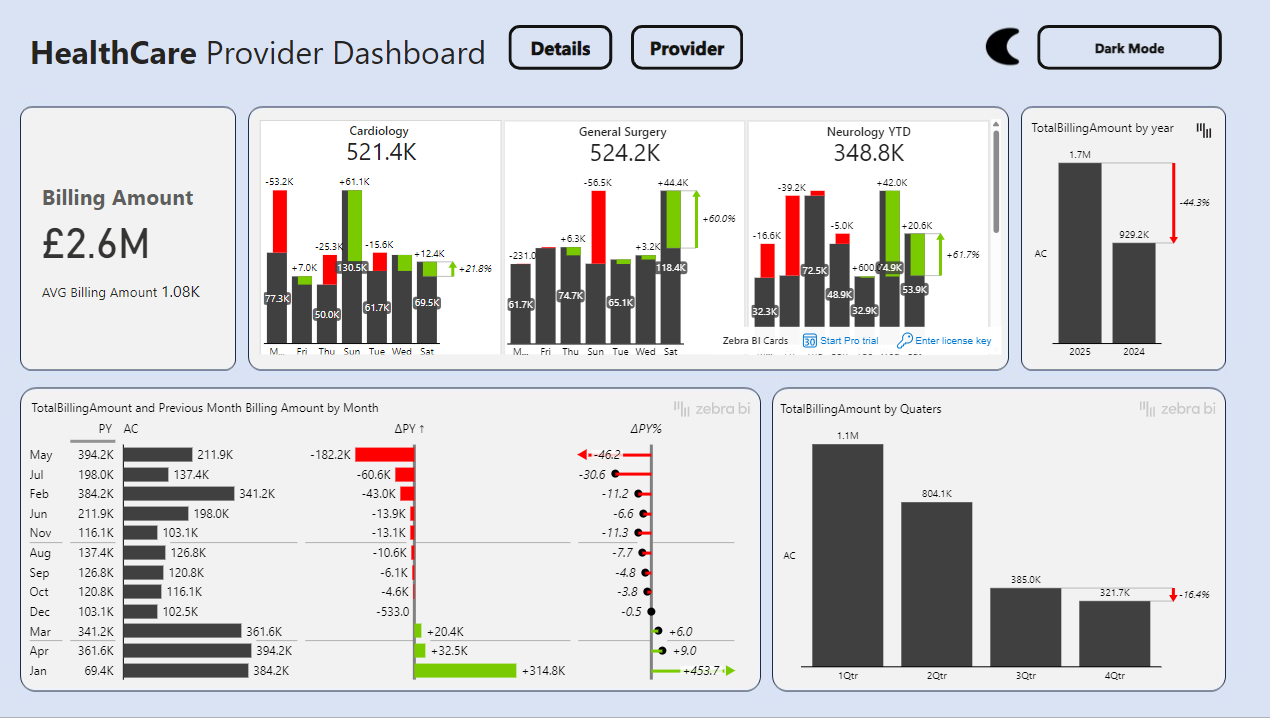 HealthCare Provider Dashboard
Details
Provider
Dark Mode
Billing Amount
£2.6M
AVG Billing Amount 1.08K
Cardiology
521.4K
-53.2K
+7.0K
-25.3K
+61.1K
-15.6K
+12.4K
+21.8%
77.3K
50.0K
130.5K
61.7K
69.5K
M... Fri Thu Sun Tue Wed Sat
General Surgery
524.2K
-231.0
+6.3K
-56.5K
+3.2K
+44.4K
+60.0%
61.7K
74.7K
65.1K
118.4K
M... Fri Thu Sun Tue Wed Sat
Neurology YTD
348.8K
-16.6K
-39.2K
-5.0K
+600
+42.0K
+20.6K
+61.7%
32.3K
72.5K
48.9K
32.9K
74.9K
53.9K
Zebra BI Cards
30 Start Pro trial
Enter license key
TotalBillingAmount by year
1.7M
929.2K
-44.3%
AC
2025 2024
TotalBillingAmount and Previous Month Billing Amount by Month
zebra bi
PY AC ΔPY ↑ ΔPY%
May 394.2K 211.9K -182.2K -46.2
Jul 198.0K 137.4K -60.6K -30.6
Feb 384.2K 341.2K -43.0K -11.2
Jun 211.9K 198.0K -13.9K -6.6
Nov 116.1K 103.1K -13.1K -11.3
Aug 137.4K 126.8K -10.6K -7.7
Sep 126.8K 120.8K -6.1K -4.8
Oct 120.8K 116.1K -4.6K -3.8
Dec 103.1K 102.5K -533.0 -0.5
Mar 341.2K 361.6K +20.4K +6.0
Apr 361.6K 394.2K +32.5K +9.0
Jan 69.4K 384.2K +314.8K +453.7
TotalBillingAmount by Quaters
zebra bi
1.1M
804.1K
385.0K
321.7K
-16.4%
AC
1Qtr 2Qtr 3Qtr 4Qtr